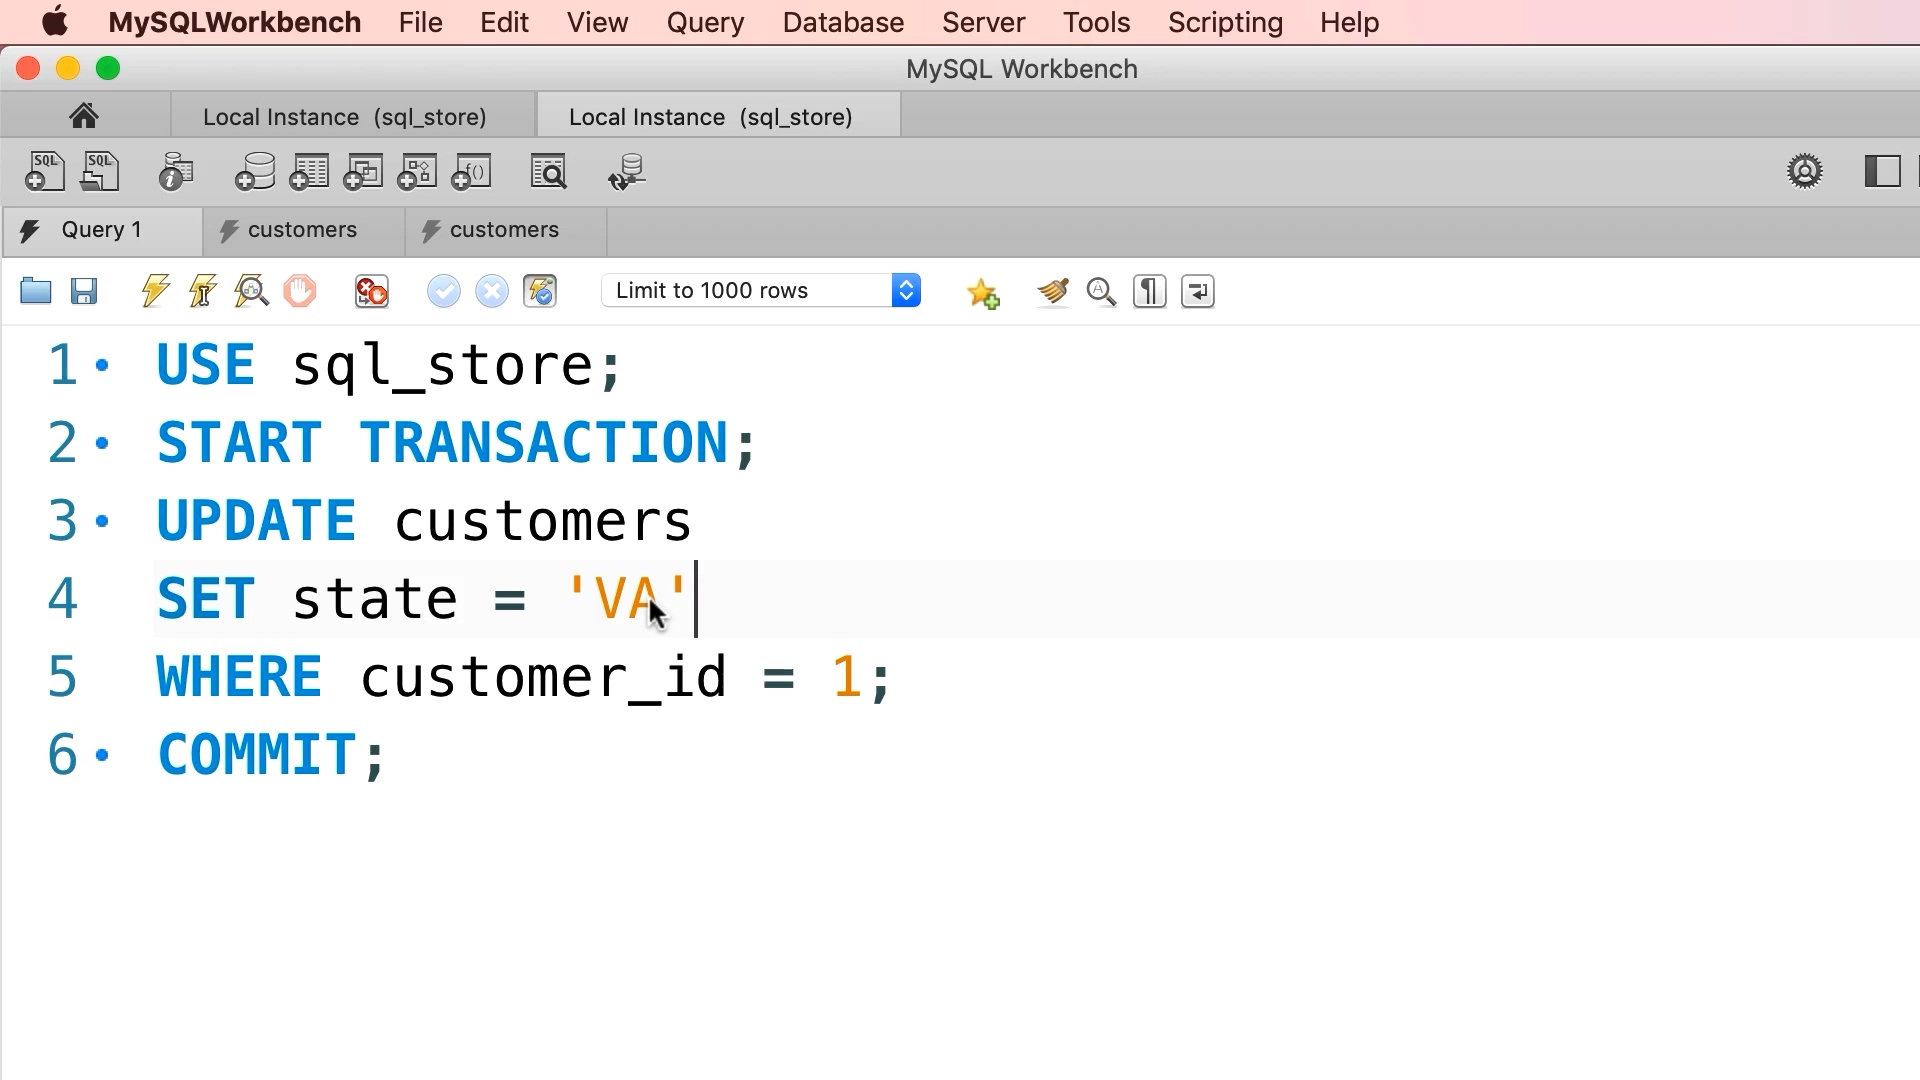 MySQLWorkbench File Edit View Query Database Server Tools Scripting Help
MySQL Workbench
Local Instance (sql_store) Local Instance (sql_store)
SQL SQL
Query 1 customers customers
Limit to 1000 rows
1 USE sql_store;
2 START TRANSACTION;
3 UPDATE customers
4 SET state = 'VA'
5 WHERE customer_id = 1;
6 COMMIT;